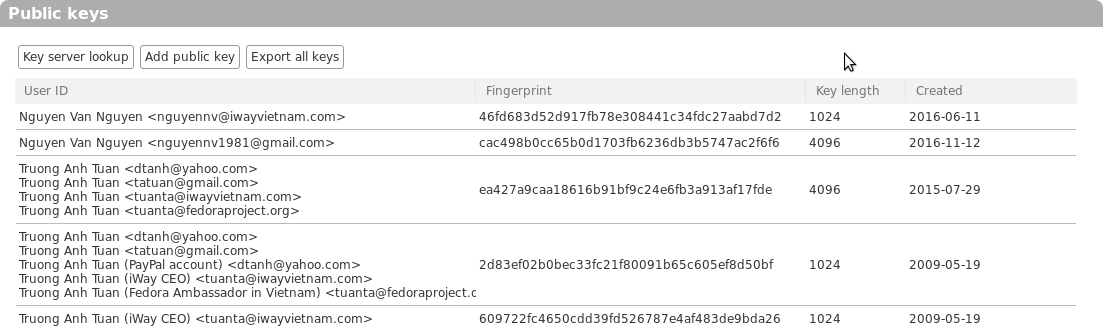 Public keys
Key server lookup Add public key Export all keys
User ID Fingerprint Key length Created
Nguyen Van Nguyen <nguyennv@iwayvietnam.com> 46fd683d52d917fb78e308441c34fdc27aabd7d2 1024 2016-06-11
Nguyen Van Nguyen <nguyennv1981@gmail.com> cac498b0cc65b0d1703fb6236db3b5747ac2f6f6 4096 2016-11-12
Truong Anh Tuan <dtanh@yahoo.com>
Truong Anh Tuan <tatuan@gmail.com>
Truong Anh Tuan <tuanta@iwayvietnam.com>
Truong Anh Tuan <tuanta@fedoraproject.org>
ea427a9caa18616b91bf9c24e6fb3a913af17fde 4096 2015-07-29
Truong Anh Tuan <dtanh@yahoo.com>
Truong Anh Tuan <tatuan@gmail.com>
Truong Anh Tuan (PayPal account) <dtanh@yahoo.com>
Truong Anh Tuan (iWay CEO) <tuanta@iwayvietnam.com>
Truong Anh Tuan (Fedora Ambassador in Vietnam) <tuanta@fedoraproject.c
2d83ef02b0bec33fc21f80091b65c605ef8d50bf 1024 2009-05-19
Truong Anh Tuan (iWay CEO) <tuanta@iwayvietnam.com> 609722fc4650cdd39fd526787e4af483de9bda26 1024 2009-05-19